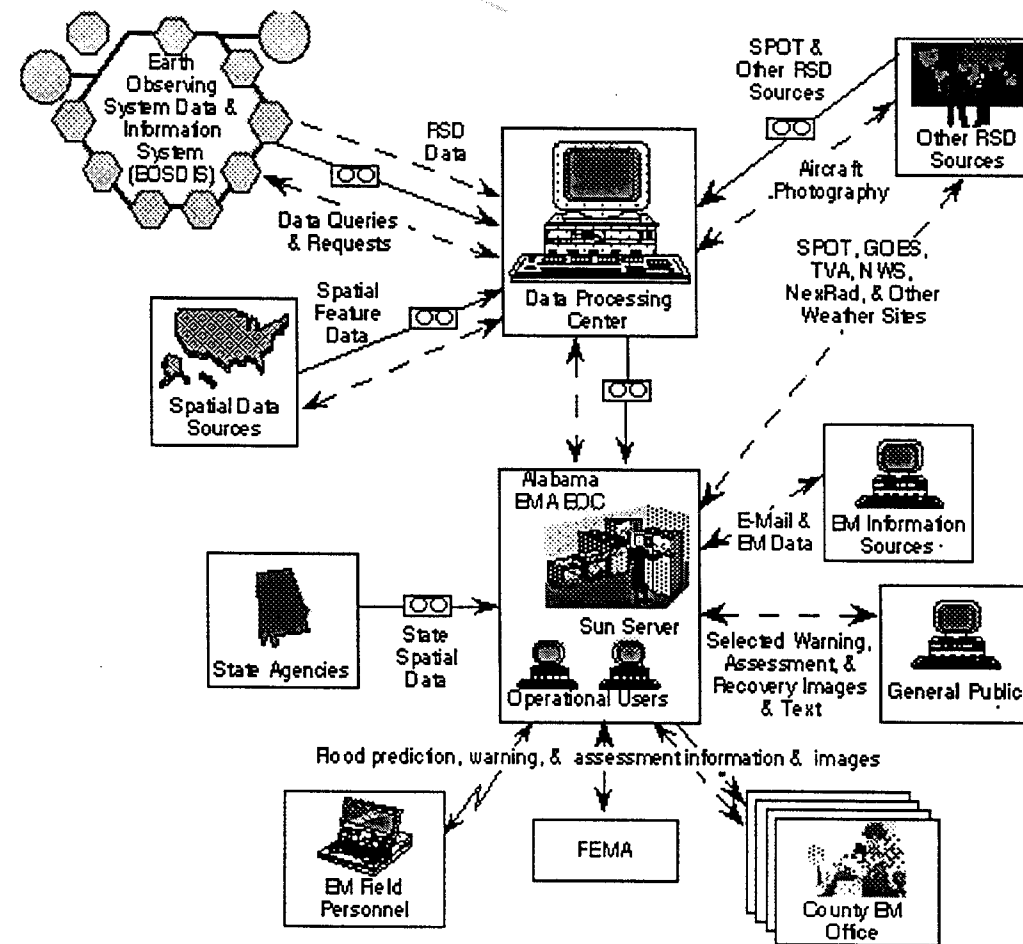 Earth
Observing
System Data &
Information
System
(EOSDIS)
RSD
Data
Data Queries
& Requests
SPOT &
Other RSD
Sources
Other RSD
Sources
Aircraft
Photography
Data Processing
Center
SPOT, GOES,
TVA, NWS,
NexRad, & Other
Weather Sites
Spatial
Feature
Data
Spatial Data
Sources
Alabama
EMA EOC
Sun Server
Operational Users
E-Mail &
EM Data
EM Information
Sources
State Agencies
State
Spatial
Data
Selected Warning,
Assessment, &
Recovery Images
& Text
General Public
Flood prediction, warning, & assessment information & images
EM Field
Personnel
FEMA
County EM
Office